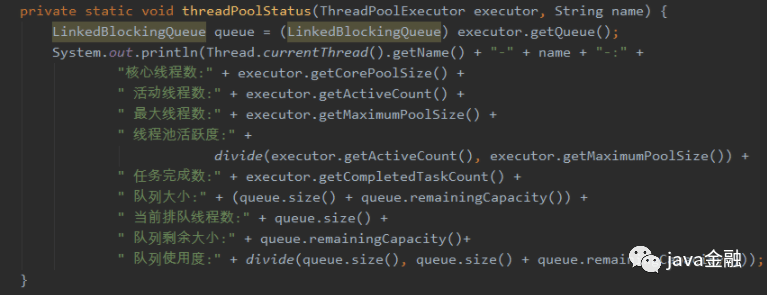 private static void threadPoolStatus(ThreadPoolExecutor executor, String name) {
LinkedBlockingQueue queue = (LinkedBlockingQueue) executor.getQueue();
System.out.println(Thread.currentThread().getName() + "-" + name + "-:" +
"核心线程数:" + executor.getCorePoolSize() +
" 活动线程数:" + executor.getActiveCount() +
" 最大线程数:" + executor.getMaximumPoolSize() +
" 线程池活跃度:" +
divide(executor.getActiveCount(), executor.getMaximumPoolSize()) +
" 任务完成数:" + executor.getCompletedTaskCount() +
" 队列大小:" + (queue.size() + queue.remainingCapacity()) +
" 当前排队线程数:" + queue.size() +
" 队列剩余大小:" + queue.remainingCapacity()+
" 队列使用度:" + divide(queue.size(), queue.size() + queue.remain));
java金融
}